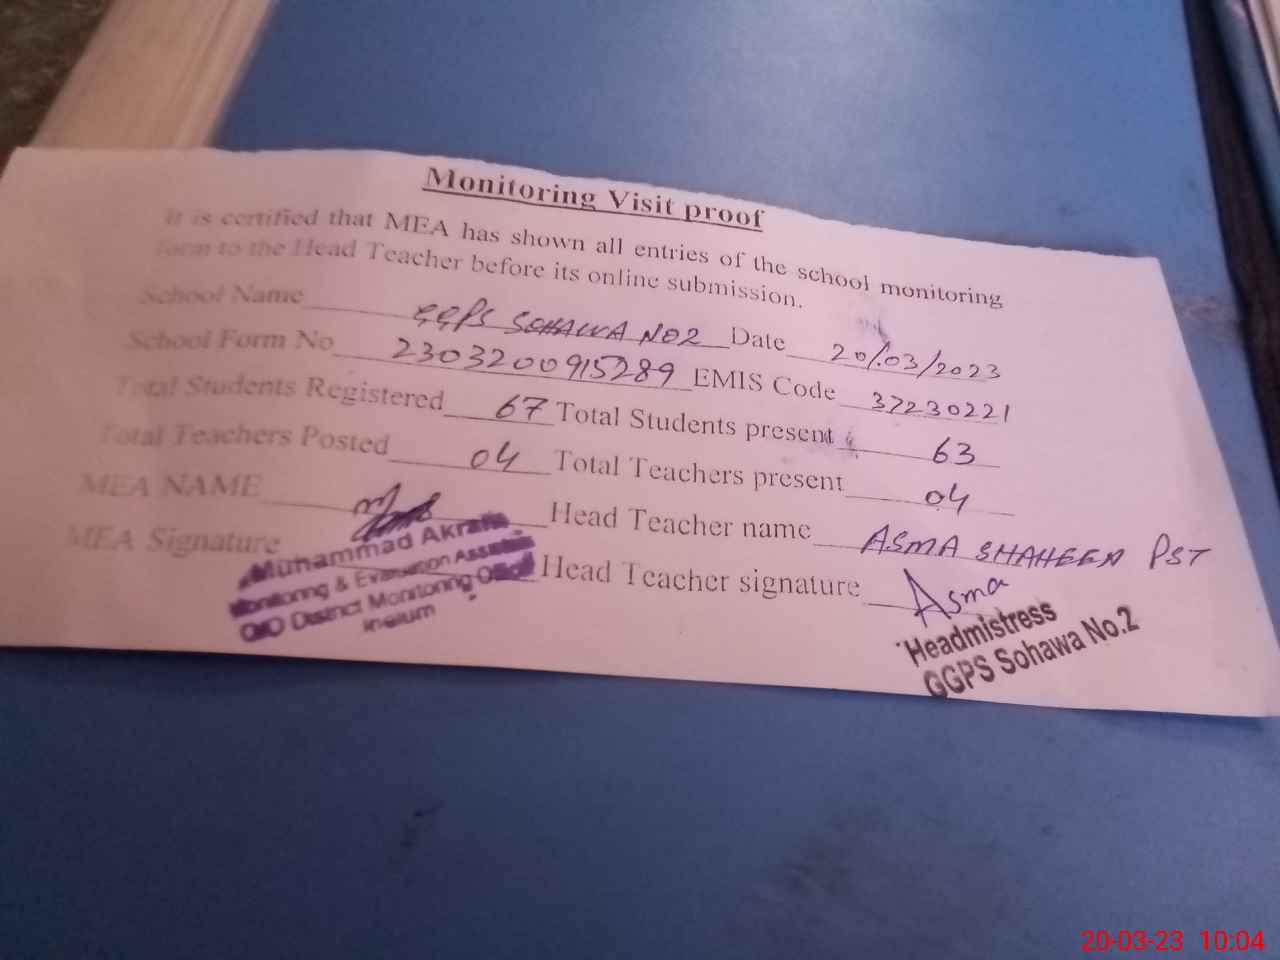 Monitoring Visit proof
It is certified that MEA has shown all entries of the school monitoring
form to the Head Teacher before its online submission.
School Name GGPS SOHAWA NO2 Date 20/03/2023
School Form No 2303200915289 EMIS Code 37230221
Total Students Registered 67 Total Students present 63
Total Teachers Posted 04 Total Teachers present 04
MEA NAME Head Teacher name ASMA SHAHEEN PST
MEA Signature Head Teacher signature Asma
Muhammad Akram
Monitoring & Evaluation Assistant
O/O District Monitoring Officer
Jhelum
Headmistress
GGPS Sohawa No.2
20-03-23 10:04